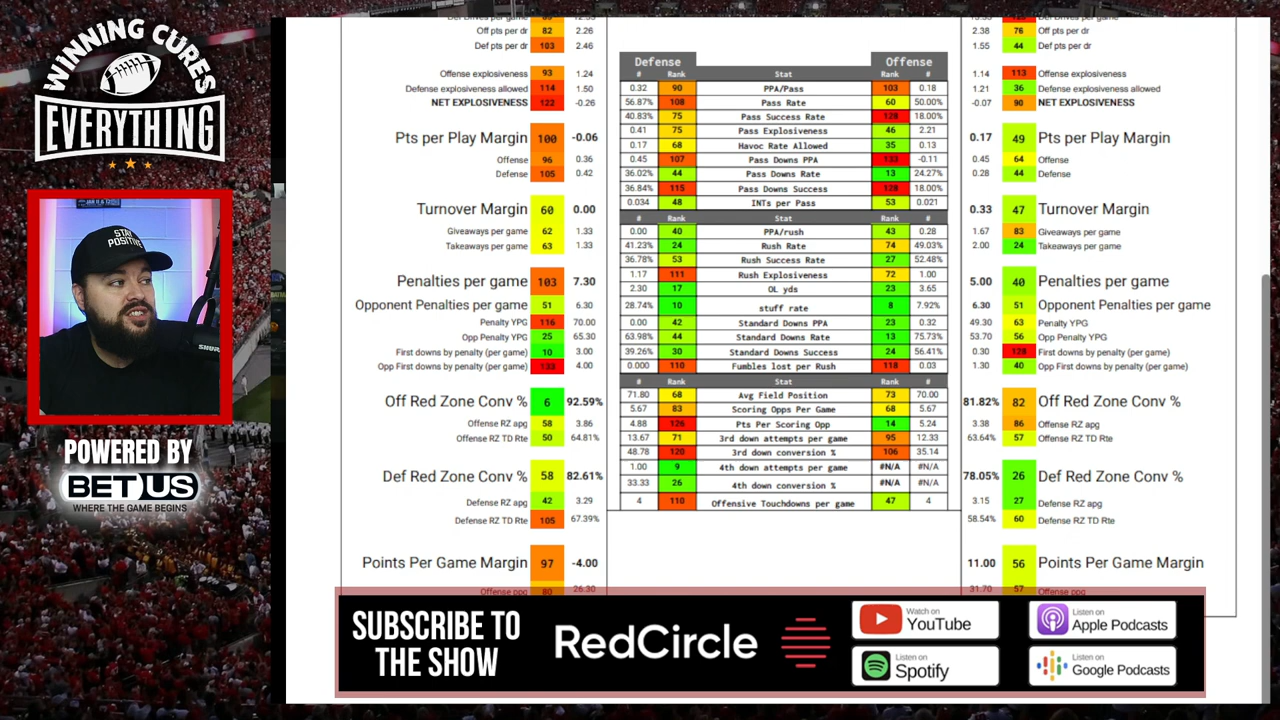 WINNING CURES
EVERYTHING
STAY
POSITIVE
SHURE
POWERED BY
BETUS
WHERE THE GAME BEGINS
82 2.26
Off pts per dr
Def pts per dr 103 2.46
Offense explosiveness 93 1.24
Defense explosiveness allowed 114 1.50
NET EXPLOSIVENESS 122 -0.26
Pts per Play Margin 100 -0.06
Offense 96 0.36
Defense 105 0.42
Turnover Margin 60 0.00
Giveaways per game 62 1.33
Takeaways per game 63 1.33
Penalties per game 103 7.30
Opponent Penalties per game 51 6.30
Penalty YPG 116 70.00
Opp Penalty YPG 25 65.30
First downs by penalty (per game) 10 3.00
Opp First downs by penalty (per game) 133 4.00
Off Red Zone Conv % 6 92.59%
Offense RZ apg 58 3.86
Offense RZ TD Rte 50 64.81%
Def Red Zone Conv % 58 82.61%
Defense RZ apg 42 3.29
Defense RZ TD Rte 105 67.39%
Points Per Game Margin 97 -4.00
Offense ppg 80 26.30
Defense Offense
# Rank Stat Rank #
0.32 90 PPA/Pass 103 0.18
56.87% 108 Pass Rate 60 50.00%
40.83% 75 Pass Success Rate 128 18.00%
0.41 75 Pass Explosiveness 46 2.21
0.17 68 Havoc Rate Allowed 35 0.13
0.45 107 Pass Downs PPA 133 -0.11
36.02% 44 Pass Downs Rate 13 24.27%
36.84% 115 Pass Downs Success 128 18.00%
0.034 48 INTs per Pass 53 0.021
# Rank Stat Rank #
0.00 40 PPA/rush 43 0.28
41.23% 24 Rush Rate 74 49.03%
36.78% 53 Rush Success Rate 27 52.48%
1.17 111 Rush Explosiveness 72 1.00
2.30 17 OL yds 23 3.65
28.74% 10 stuff rate 8 7.92%
0.00 42 Standard Downs PPA 23 0.32
63.98% 44 Standard Downs Rate 13 75.73%
39.26% 30 Standard Downs Success 24 56.41%
0.000 110 Fumbles lost per Rush 118 0.03
# Rank Stat Rank #
71.80 68 Avg Field Position 73 70.00
5.67 83 Scoring Opps Per Game 68 5.67
4.88 126 Pts Per Scoring Opp 14 5.24
13.67 71 3rd down attempts per game 95 12.33
48.78 120 3rd down conversion % 106 35.14
1.00 9 4th down attempts per game #N/A #N/A
33.33 26 4th down conversion % #N/A #N/A
4 110 Offensive Touchdowns per game 47 4
2.38 76 Off pts per dr
1.55 44 Def pts per dr
1.14 113 Offense explosiveness
1.21 36 Defense explosiveness allowed
-0.07 90 NET EXPLOSIVENESS
0.17 49 Pts per Play Margin
0.45 64 Offense
0.28 44 Defense
0.33 47 Turnover Margin
1.67 83 Giveaways per game
2.00 24 Takeaways per game
5.00 40 Penalties per game
6.30 51 Opponent Penalties per game
49.30 63 Penalty YPG
53.70 56 Opp Penalty YPG
0.30 128 First downs by penalty (per game)
1.30 40 Opp First downs by penalty (per game)
81.82% 82 Off Red Zone Conv %
3.38 86 Offense RZ apg
63.64% 57 Offense RZ TD Rte
78.05% 26 Def Red Zone Conv %
3.15 27 Defense RZ apg
58.54% 60 Defense RZ TD Rte
11.00 56 Points Per Game Margin
31.70 57 Offense ppg
SUBSCRIBE TO
THE SHOW
RedCircle
Watch on
YouTube
Listen on
Spotify
Listen on
Apple Podcasts
Listen on
Google Podcasts